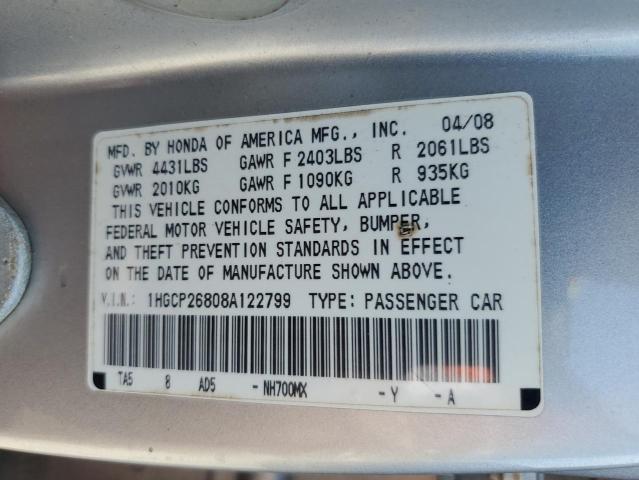 MFD. BY HONDA OF AMERICA MFG., INC. 04/08
GVWR 4431LBS GAWR F 2403LBS R 2061LBS
GVWR 2010KG GAWR F 1090KG R 935KG
THIS VEHICLE CONFORMS TO ALL APPLICABLE
FEDERAL MOTOR VEHICLE SAFETY, BUMPER,
AND THEFT PREVENTION STANDARDS IN EFFECT
ON THE DATE OF MANUFACTURE SHOWN ABOVE.
V.I.N.: 1HGCP26808A122799 TYPE: PASSENGER CAR
TA5 8 AD5 - NH700MX - Y - A